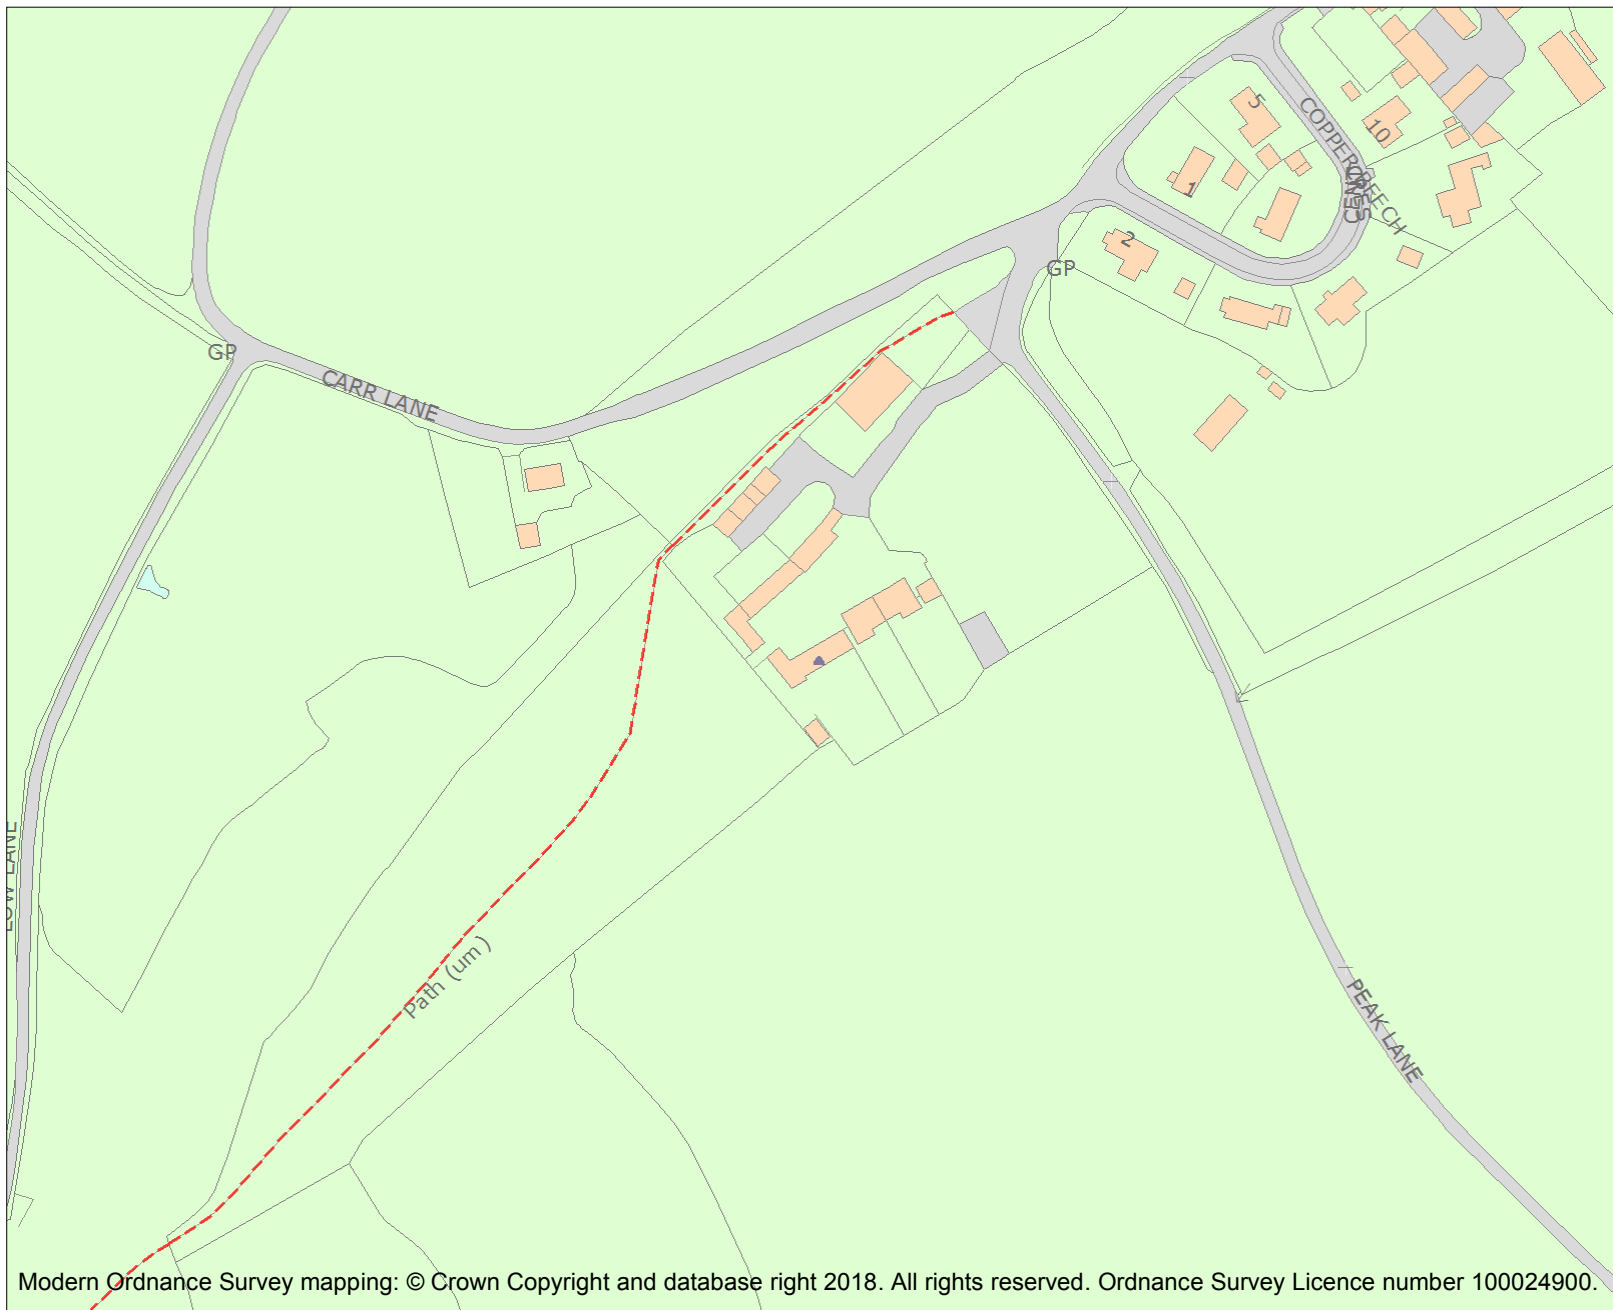 5
10
COPPER BEECH
CLOSE
1
2
GP
GP
CARR LANE
LOW LANE
Path (um)
PEAK LANE
Modern Ordnance Survey mapping: © Crown Copyright and database right 2018. All rights reserved. Ordnance Survey Licence number 100024900.